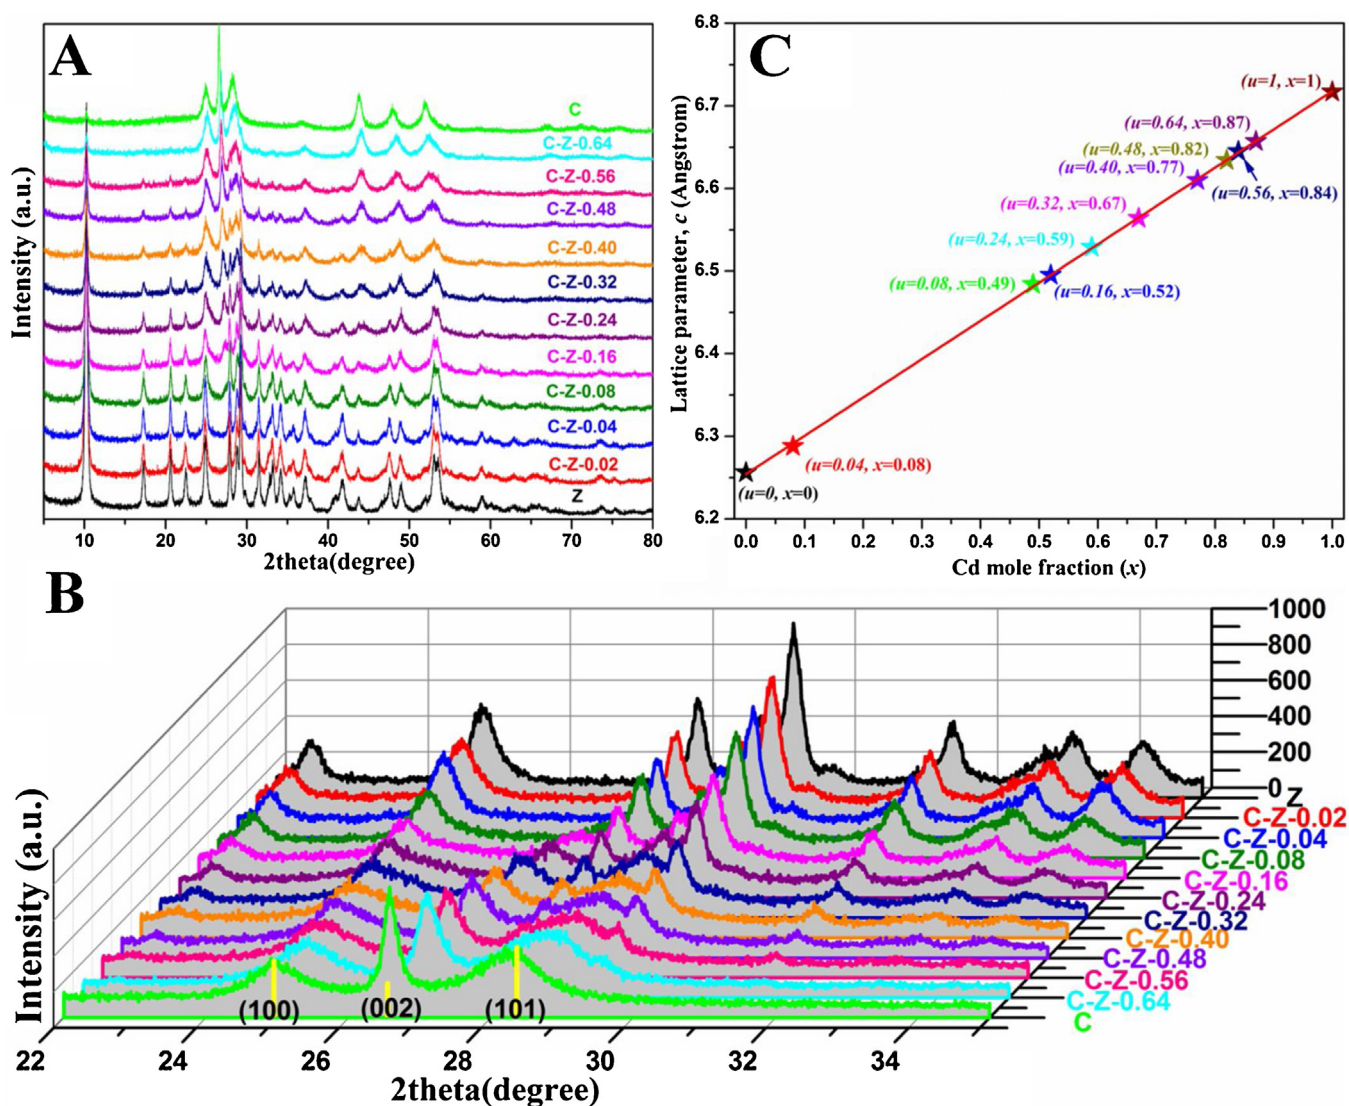 A
Intensity (a.u.)
C
C-Z-0.64
C-Z-0.56
C-Z-0.48
C-Z-0.40
C-Z-0.32
C-Z-0.24
C-Z-0.16
C-Z-0.08
C-Z-0.04
C-Z-0.02
Z
10 20 30 40 50 60 70 80
2theta(degree)
C
Lattice parameter, c (Angstrom)
6.8
6.7
6.6
6.5
6.4
6.3
6.2
(u=1, x=1)
(u=0.64, x=0.87)
(u=0.48, x=0.82)
(u=0.40, x=0.77)
(u=0.56, x=0.84)
(u=0.32, x=0.67)
(u=0.24, x=0.59)
(u=0.08, x=0.49)
(u=0.16, x=0.52)
(u=0.04, x=0.08)
(u=0, x=0)
0.0 0.1 0.2 0.3 0.4 0.5 0.6 0.7 0.8 0.9 1.0
Cd mole fraction (x)
B
1000
800
600
400
200
0
Intensity (a.u.)
Z
C-Z-0.02
C-Z-0.04
C-Z-0.08
C-Z-0.16
C-Z-0.24
C-Z-0.32
C-Z-0.40
C-Z-0.48
C-Z-0.56
C-Z-0.64
C
(100) (002) (101)
22 24 26 28 30 32 34
2theta(degree)